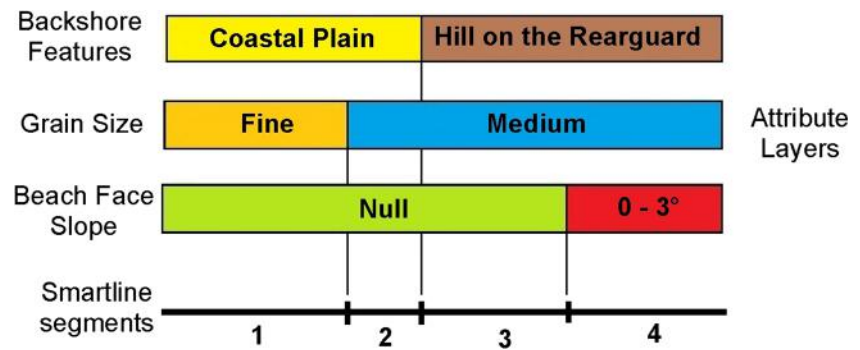 Backshore
Features
Coastal Plain
Hill on the Rearguard
Grain Size
Fine
Medium
Attribute
Layers
Beach Face
Slope
Null
0 - 3°
Smartline
segments
1
2
3
4